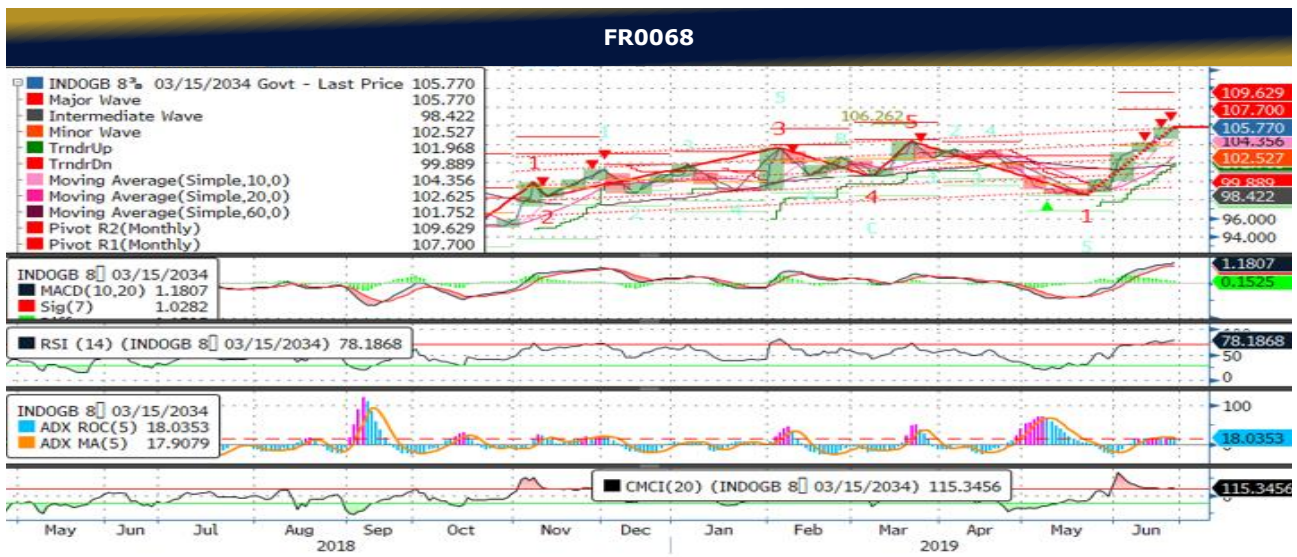 FR0068
INDOGB 8⅜ 03/15/2034 Govt - Last Price 105.770
Major Wave 105.770
Intermediate Wave 98.422
Minor Wave 102.527
TrndrUp 101.968
TrndrDn 99.889
Moving Average(Simple,10,0) 104.356
Moving Average(Simple,20,0) 102.625
Moving Average(Simple,60,0) 101.752
Pivot R2(Monthly) 109.629
Pivot R1(Monthly) 107.700
1
2
3
106.262
5
4
1
5
109.629
107.700
105.770
104.356
102.527
99.889
98.422
96.000
94.000
INDOGB 8▯ 03/15/2034
MACD(10,20) 1.1807
Sig(7) 1.0282
1.1807
0.1525
RSI (14) (INDOGB 8▯ 03/15/2034) 78.1868
78.1868
50
0
INDOGB 8▯ 03/15/2034
ADX ROC(5) 18.0353
ADX MA(5) 17.9079
100
18.0353
CMCI(20) (INDOGB 8▯ 03/15/2034) 115.3456
115.3456
May Jun Jul Aug Sep Oct Nov Dec Jan Feb Mar Apr May Jun
2018 2019